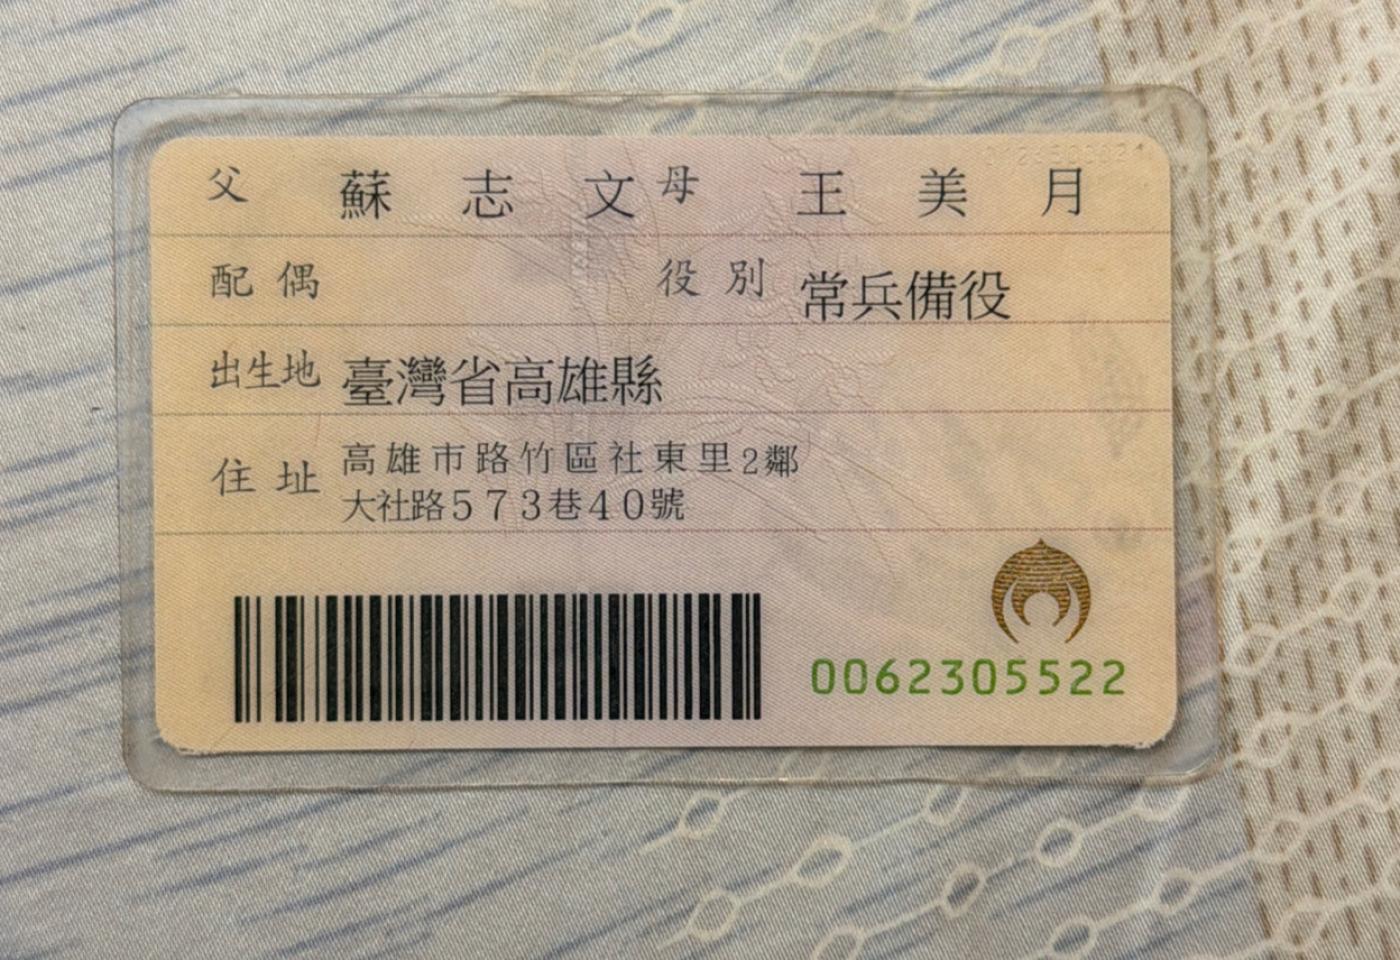 父 蘇志文 母 王美月
配偶 役別 常兵備役
出生地 臺灣省高雄縣
住址 高雄市路竹區社東里2鄰
大社路573巷40號
0062305522